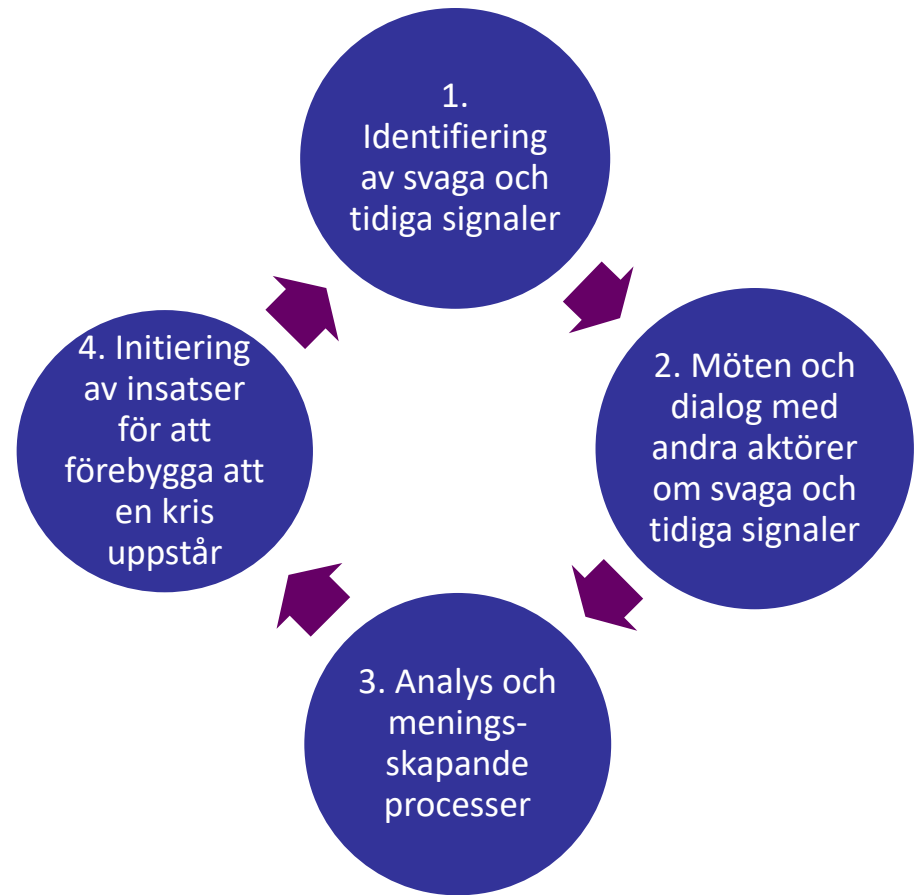 1.
Identifiering
av svaga och
tidiga signaler
2. Möten och
dialog med
andra aktörer
om svaga och
tidiga signaler
3. Analys och
menings-
skapande
processer
4. Initiering
av insatser
för att
förebygga att
en kris
uppstår